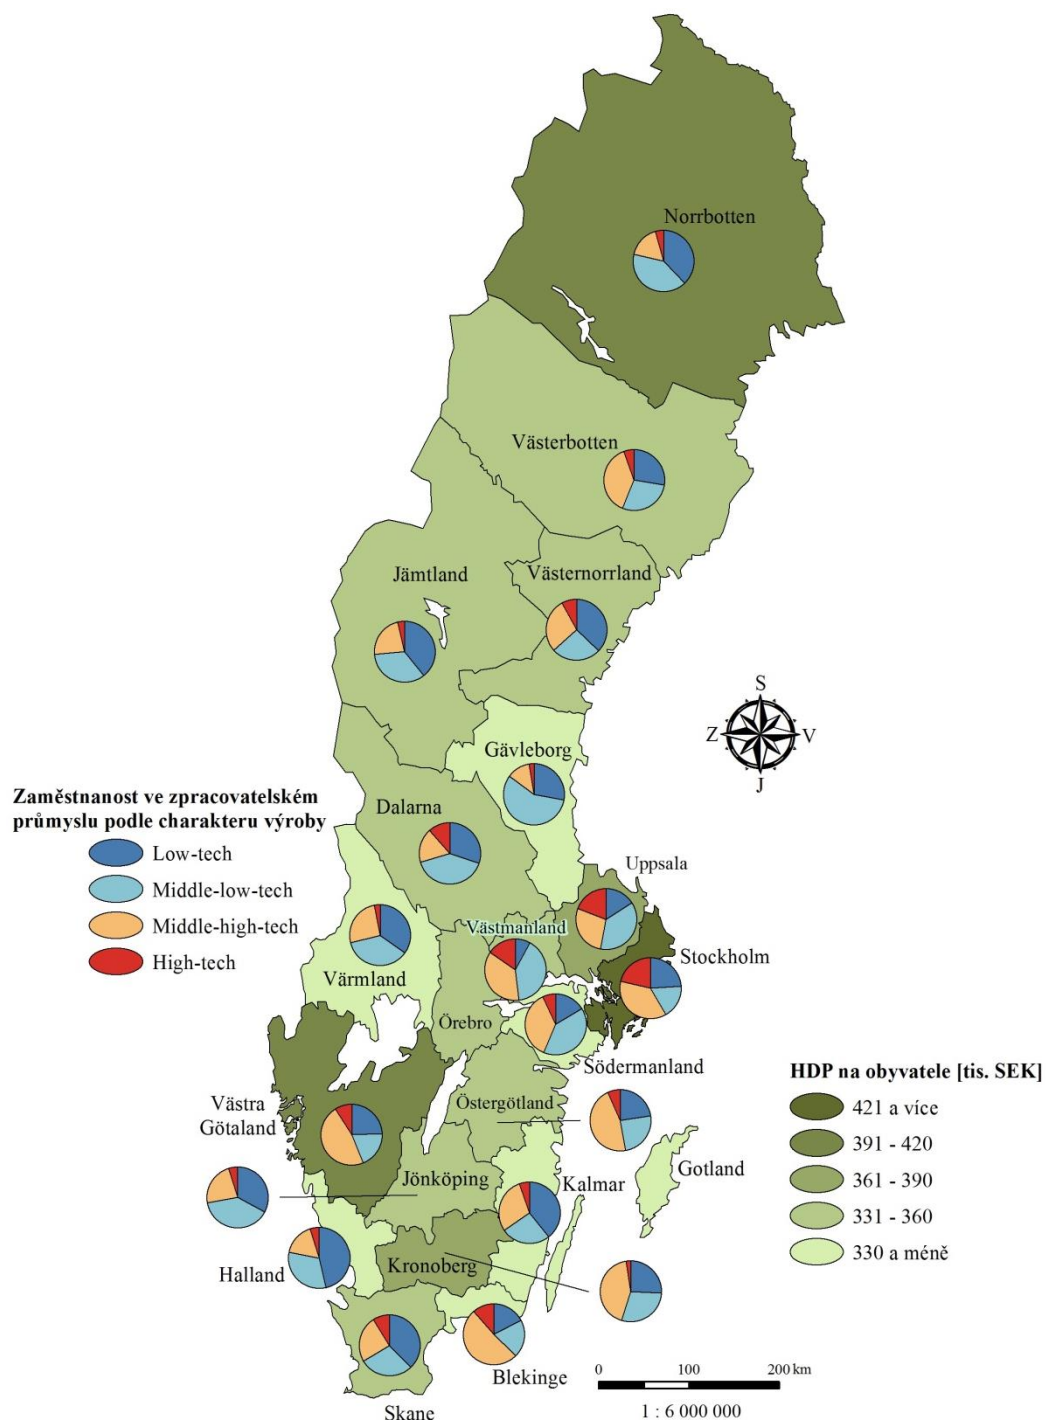 Norrbotten
Västerbotten
Jämtland
Västernorrland
S
Z
V
J
Gävleborg
Zaměstnanost ve zpracovatelském
průmyslu podle charakteru výroby
Low-tech
Middle-low-tech
Middle-high-tech
High-tech
Dalarna
Uppsala
Västmanland
Stockholm
Värmland
Örebro
Södermanland
HDP na obyvatele [tis. SEK]
421 a více
391 - 420
361 - 390
331 - 360
330 a méně
Östergötland
Västra
Götaland
Jönköping
Kalmar
Gotland
Halland
Kronoberg
Blekinge
Skane
0 100 200 km
1 : 6 000 000